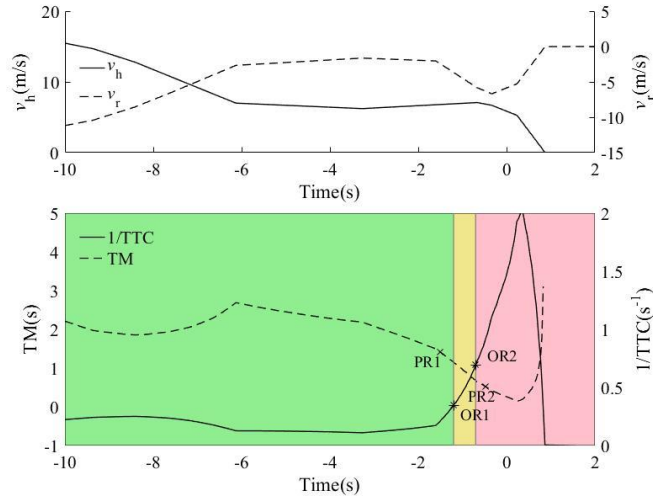 20
10
0
v_h(m/s)
v_h
v_r
0
-5
-10
-15
v_r(m/s)
-10 -8 -6 -4 -2 0 2
Time(s)
5
4
3
2
1
0
-1
TM(s)
1/TTC
TM
PR1
OR2
PR2
OR1
2
1.5
1
0.5
0
1/TTC(s⁻¹)
-10 -8 -6 -4 -2 0 2
Time(s)